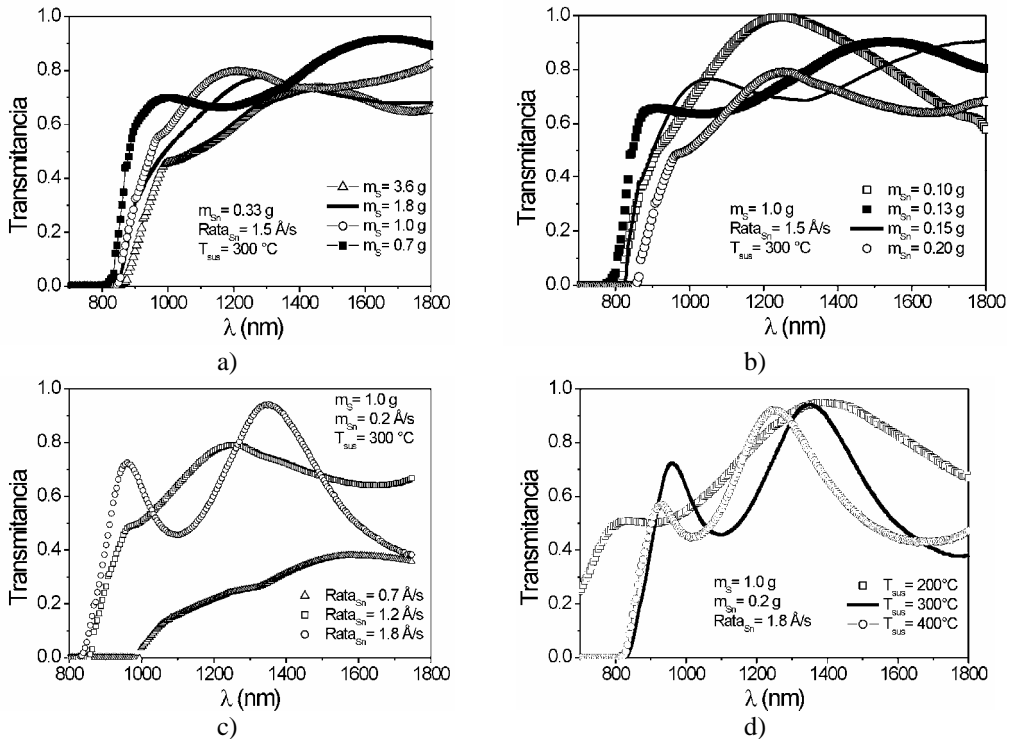 1.0
0.8
0.6
0.4
0.2
0.0
Transmitancia
m_Sn= 0.33 g
Rata_Sn= 1.5 Å/s
T_sus= 300 °C
m_S= 3.6 g
m_S= 1.8 g
m_S= 1.0 g
m_S= 0.7 g
800 1000 1200 1400 1600 1800
λ (nm)
a)
1.0
0.8
0.6
0.4
0.2
0.0
Transmitancia
m_S= 1.0 g
Rata_Sn= 1.5 Å/s
T_sus= 300 °C
m_Sn= 0.10 g
m_Sn= 0.13 g
m_Sn= 0.15 g
m_Sn= 0.20 g
800 1000 1200 1400 1600 1800
λ (nm)
b)
1.0
0.8
0.6
0.4
0.2
0.0
Transmitancia
m_S= 1.0 g
m_Sn= 0.2 Å/s
T_sus= 300 °C
Rata_Sn= 0.7 Å/s
Rata_Sn= 1.2 Å/s
Rata_Sn= 1.8 Å/s
800 1000 1200 1400 1600 1800
λ (nm)
c)
1.0
0.8
0.6
0.4
0.2
0.0
Transmitancia
m_S= 1.0 g
m_Sn= 0.2 g
Rata_Sn= 1.8 Å/s
T_sus= 200°C
T_sus= 300°C
T_sus= 400°C
800 1000 1200 1400 1600 1800
λ (nm)
d)